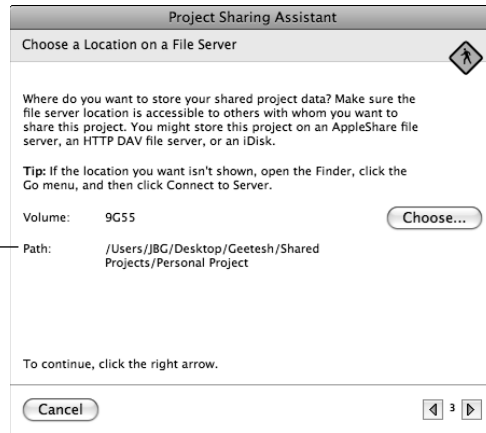 Project Sharing Assistant
Choose a Location on a File Server
Where do you want to store your shared project data? Make sure the
file server location is accessible to others with whom you want to
share this project. You might store this project on an AppleShare file
server, an HTTP DAV file server, or an iDisk.
Tip: If the location you want isn't shown, open the Finder, click the
Go menu, and then click Connect to Server.
Volume: 9G55 Choose...
Path: /Users/JBG/Desktop/Geetesh/Shared
Projects/Personal Project
To continue, click the right arrow.
Cancel 3